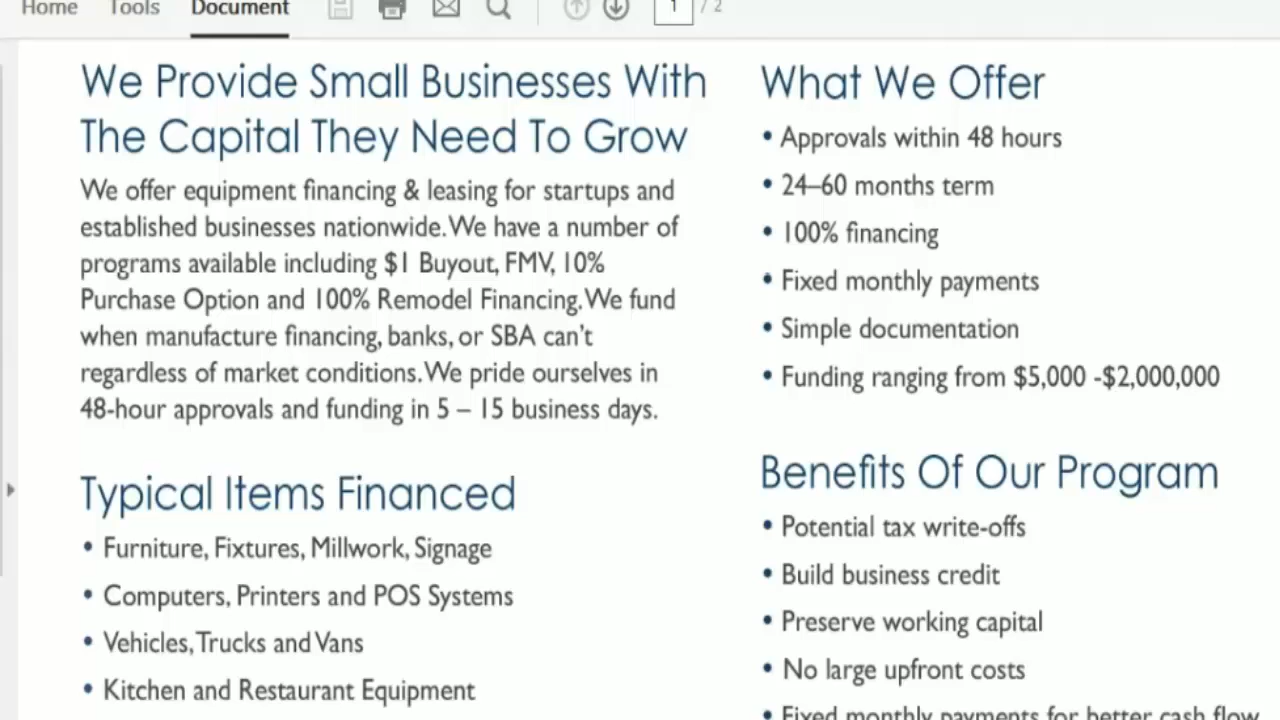 Home Tools Document 1 / 2
We Provide Small Businesses With
The Capital They Need To Grow
We offer equipment financing & leasing for startups and
established businesses nationwide. We have a number of
programs available including $1 Buyout, FMV, 10%
Purchase Option and 100% Remodel Financing. We fund
when manufacture financing, banks, or SBA can't
regardless of market conditions. We pride ourselves in
48-hour approvals and funding in 5 – 15 business days.
Typical Items Financed
• Furniture, Fixtures, Millwork, Signage
• Computers, Printers and POS Systems
• Vehicles, Trucks and Vans
• Kitchen and Restaurant Equipment
What We Offer
• Approvals within 48 hours
• 24–60 months term
• 100% financing
• Fixed monthly payments
• Simple documentation
• Funding ranging from $5,000 -$2,000,000
Benefits Of Our Program
• Potential tax write-offs
• Build business credit
• Preserve working capital
• No large upfront costs
• Fixed monthly payments for better cash flow